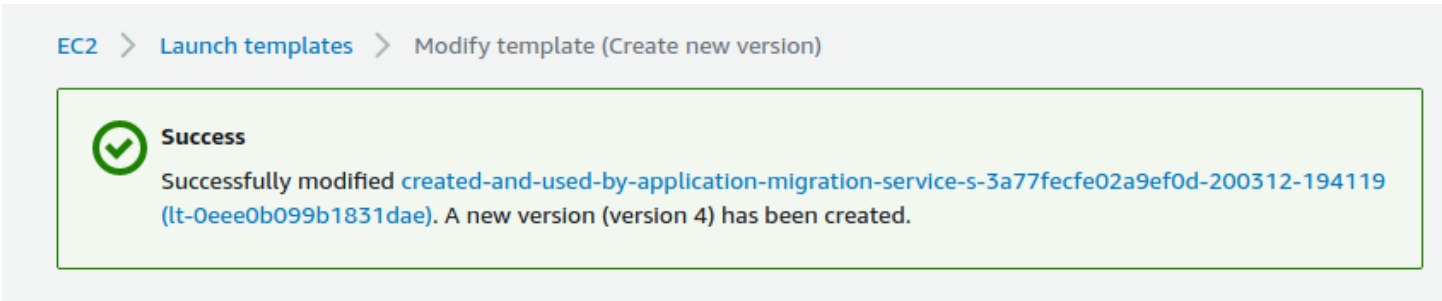 EC2 > Launch templates > Modify template (Create new version)
Success
Successfully modified created-and-used-by-application-migration-service-s-3a77fecfe02a9ef0d-200312-194119
(lt-0eee0b099b1831dae). A new version (version 4) has been created.